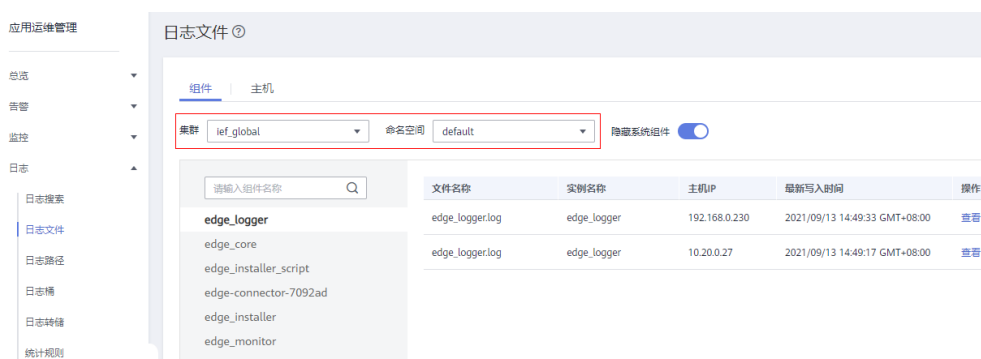 应用运维管理
总览
告警
监控
日志
日志搜索
日志文件
日志路径
日志桶
日志转储
统计规则
日志文件
组件 主机
集群 ief_global 命名空间 default 隐藏系统组件
请输入组件名称
edge_logger
edge_core
edge_installer_script
edge-connector-7092ad
edge_installer
edge_monitor
文件名称 实例名称 主机IP 最新写入时间 操作
edge_logger.log edge_logger 192.168.0.230 2021/09/13 14:49:33 GMT+08:00 查看
edge_logger.log edge_logger 10.20.0.27 2021/09/13 14:49:17 GMT+08:00 查看